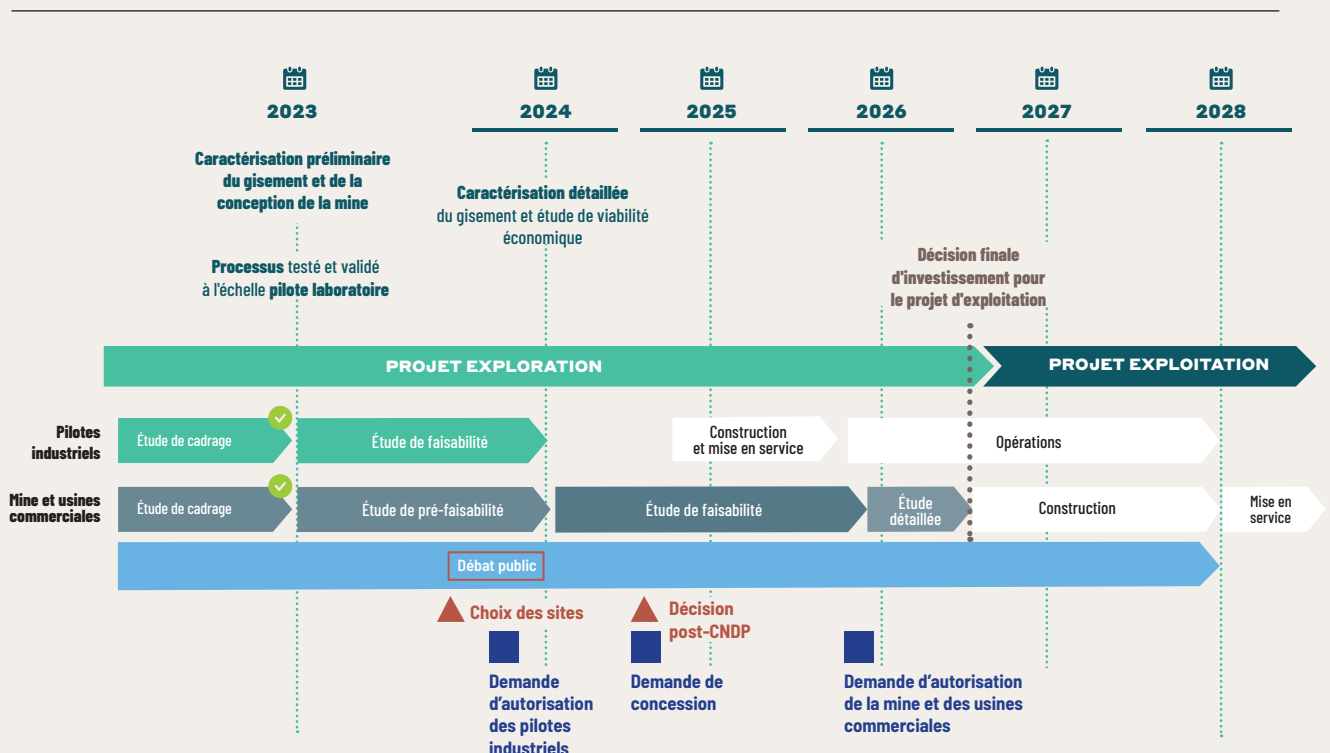 2023
2024
2025
2026
2027
2028
Caractérisation préliminaire
du gisement et de la
conception de la mine
Processus testé et validé
à l'échelle pilote laboratoire
Caractérisation détaillée
du gisement et étude de viabilité
économique
Décision finale
d'investissement pour
le projet d'exploitation
PROJET EXPLORATION
PROJET EXPLOITATION
Pilotes
industriels
Étude de cadrage
Étude de faisabilité
Construction
et mise en service
Opérations
Mine et usines
commerciales
Étude de cadrage
Étude de pré-faisabilité
Étude de faisabilité
Étude
détaillée
Construction
Mise en
service
Débat public
Choix des sites
Décision
post-CNDP
Demande
d’autorisation
des pilotes
industriels
Demande de
concession
Demande d’autorisation
de la mine et des usines
commerciales